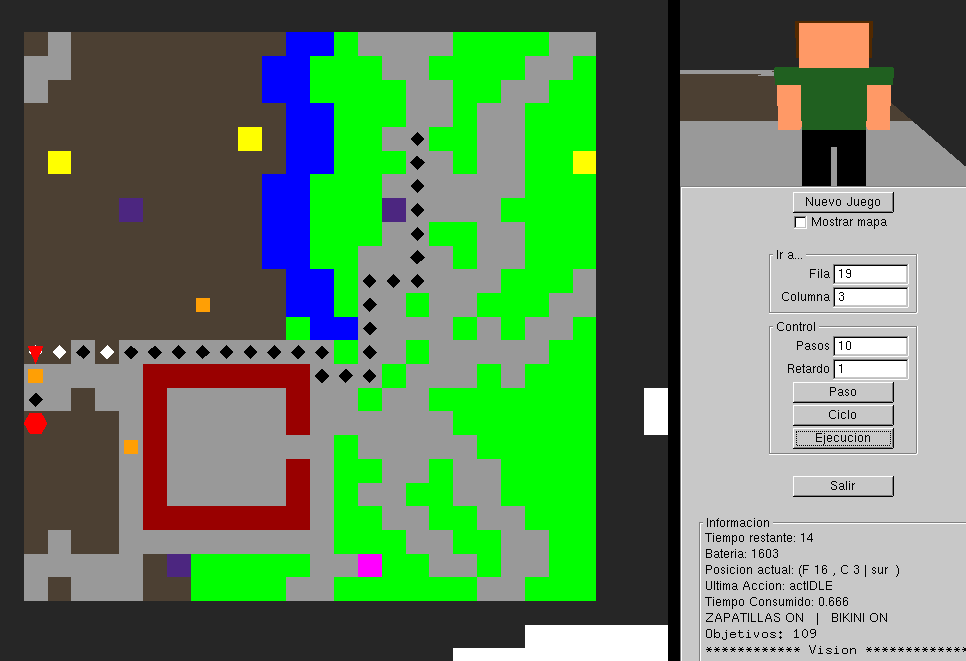 Nuevo Juego
Mostrar mapa
Ir a...
Fila 19
Columna 3
Control
Pasos 10
Retardo 1
Paso
Ciclo
Ejecucion
Salir
Informacion
Tiempo restante: 14
Bateria: 1603
Posicion actual: (F 16 , C 3 | sur )
Ultima Accion: actIDLE
Tiempo Consumido: 0.666
ZAPATILLAS ON | BIKINI ON
Objetivos: 109
************ Vision *************